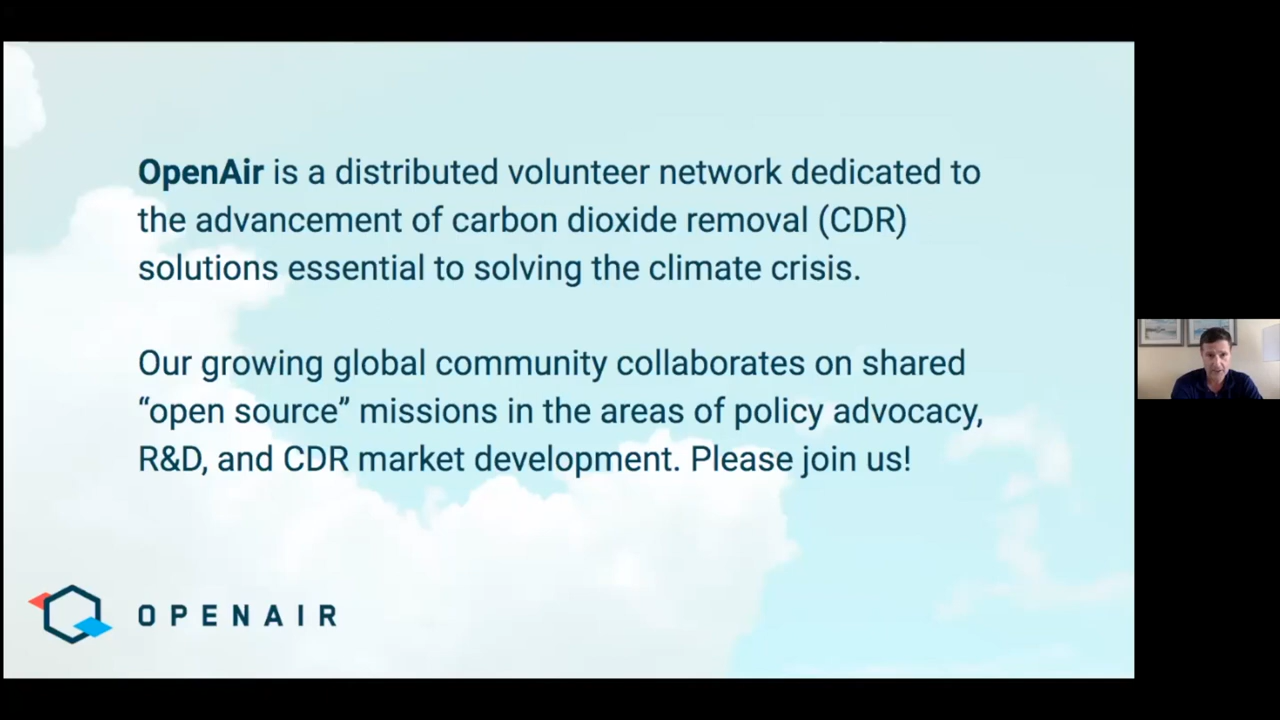 OpenAir is a distributed volunteer network dedicated to
the advancement of carbon dioxide removal (CDR)
solutions essential to solving the climate crisis.
Our growing global community collaborates on shared
“open source” missions in the areas of policy advocacy,
R&D, and CDR market development. Please join us!
OPENAIR